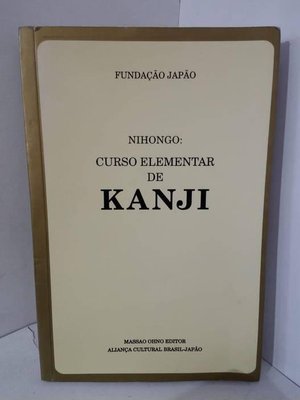 FUNDAÇÃO JAPÃO
NIHONGO:
CURSO ELEMENTAR
DE
KANJI
MASSAO OHNO EDITOR
ALIANÇA CULTURAL BRASIL-JAPÃO